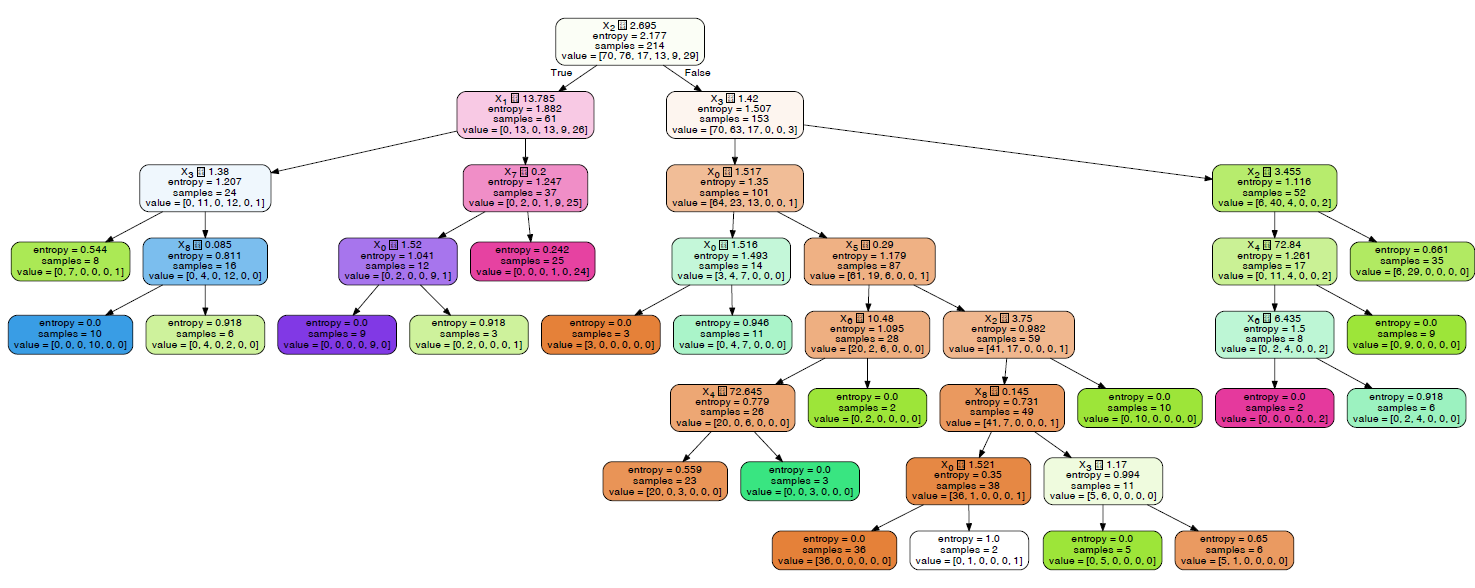 X₂ □ 2.695
entropy = 2.177
samples = 214
value = [70, 76, 17, 13, 9, 29]
True
False
X₁ □ 13.785
entropy = 1.882
samples = 61
value = [0, 13, 0, 13, 9, 26]
X₃ □ 1.42
entropy = 1.507
samples = 153
value = [70, 63, 17, 0, 0, 3]
X₃ □ 1.38
entropy = 1.207
samples = 24
value = [0, 11, 0, 12, 0, 1]
X₇ □ 0.2
entropy = 1.247
samples = 37
value = [0, 2, 0, 1, 9, 25]
X₀ □ 1.517
entropy = 1.35
samples = 101
value = [64, 23, 13, 0, 0, 1]
X₂ □ 3.455
entropy = 1.116
samples = 52
value = [6, 40, 4, 0, 0, 2]
entropy = 0.544
samples = 8
value = [0, 7, 0, 0, 0, 1]
X₈ □ 0.085
entropy = 0.811
samples = 16
value = [0, 4, 0, 12, 0, 0]
X₀ □ 1.52
entropy = 1.041
samples = 12
value = [0, 2, 0, 0, 9, 1]
entropy = 0.242
samples = 25
value = [0, 0, 0, 1, 0, 24]
X₀ □ 1.516
entropy = 1.493
samples = 14
value = [3, 4, 7, 0, 0, 0]
X₅ □ 0.29
entropy = 1.179
samples = 87
value = [61, 19, 6, 0, 0, 1]
X₄ □ 72.84
entropy = 1.261
samples = 17
value = [0, 11, 4, 0, 0, 2]
entropy = 0.661
samples = 35
value = [6, 29, 0, 0, 0, 0]
entropy = 0.0
samples = 10
value = [0, 0, 0, 10, 0, 0]
entropy = 0.918
samples = 6
value = [0, 4, 0, 2, 0, 0]
entropy = 0.0
samples = 9
value = [0, 0, 0, 0, 9, 0]
entropy = 0.918
samples = 3
value = [0, 2, 0, 0, 0, 1]
entropy = 0.0
samples = 3
value = [3, 0, 0, 0, 0, 0]
entropy = 0.946
samples = 11
value = [0, 4, 7, 0, 0, 0]
X₆ □ 10.48
entropy = 1.095
samples = 28
value = [20, 2, 6, 0, 0, 0]
X₂ □ 3.75
entropy = 0.982
samples = 59
value = [41, 17, 0, 0, 0, 1]
X₆ □ 6.435
entropy = 1.5
samples = 8
value = [0, 2, 4, 0, 0, 2]
entropy = 0.0
samples = 9
value = [0, 9, 0, 0, 0, 0]
X₄ □ 72.645
entropy = 0.779
samples = 26
value = [20, 0, 6, 0, 0, 0]
entropy = 0.0
samples = 2
value = [0, 2, 0, 0, 0, 0]
X₈ □ 0.145
entropy = 0.731
samples = 49
value = [41, 7, 0, 0, 0, 1]
entropy = 0.0
samples = 10
value = [0, 10, 0, 0, 0, 0]
entropy = 0.0
samples = 2
value = [0, 0, 0, 0, 0, 2]
entropy = 0.918
samples = 6
value = [0, 2, 4, 0, 0, 0]
entropy = 0.559
samples = 23
value = [20, 0, 3, 0, 0, 0]
entropy = 0.0
samples = 3
value = [0, 0, 3, 0, 0, 0]
X₀ □ 1.521
entropy = 0.35
samples = 38
value = [36, 1, 0, 0, 0, 1]
X₃ □ 1.17
entropy = 0.994
samples = 11
value = [5, 6, 0, 0, 0, 0]
entropy = 0.0
samples = 36
value = [36, 0, 0, 0, 0, 0]
entropy = 1.0
samples = 2
value = [0, 1, 0, 0, 0, 1]
entropy = 0.0
samples = 5
value = [0, 5, 0, 0, 0, 0]
entropy = 0.65
samples = 6
value = [5, 1, 0, 0, 0, 0]